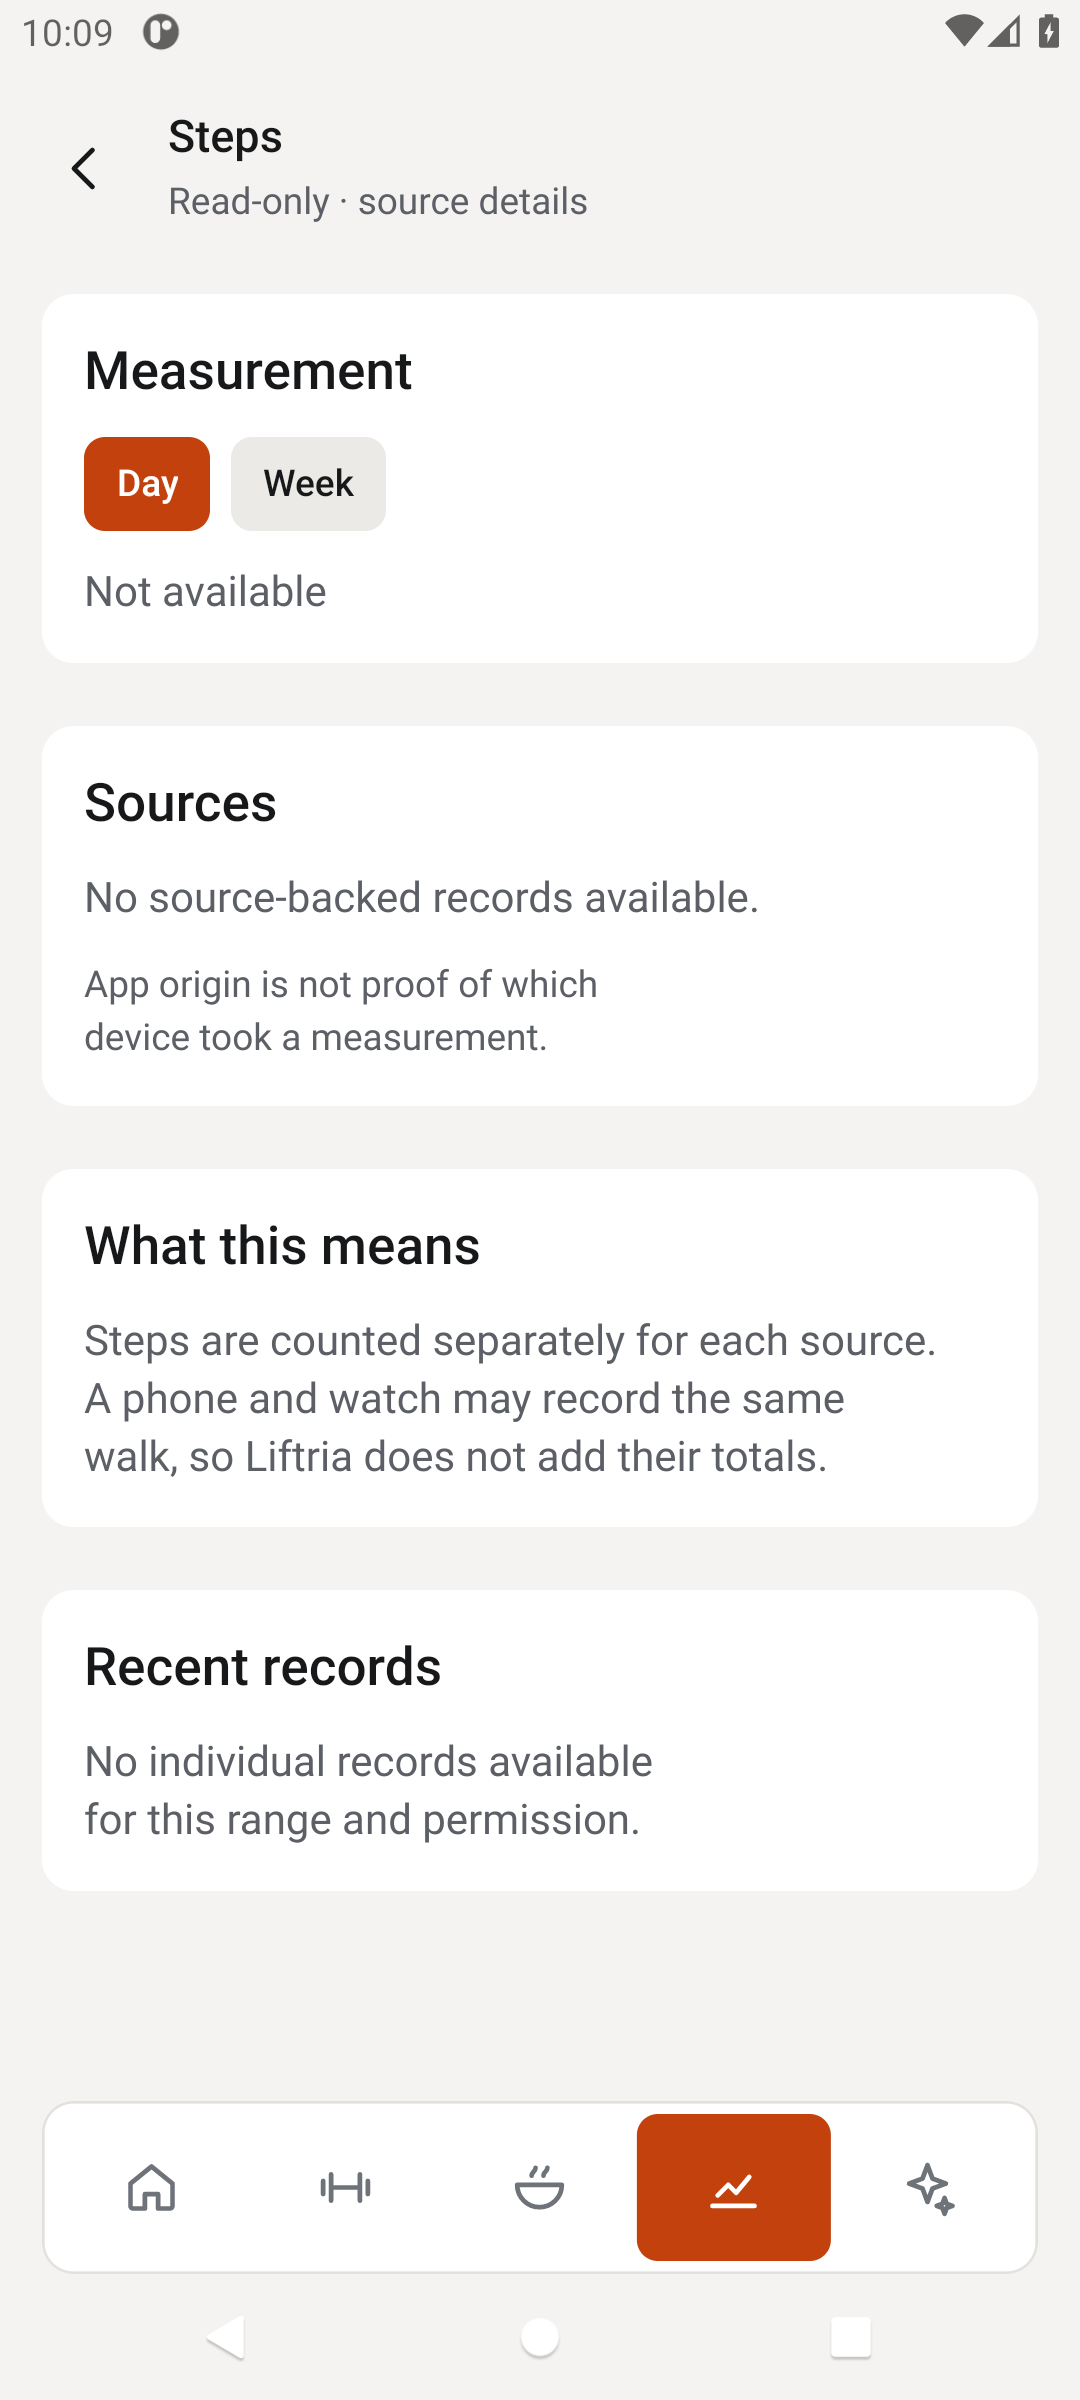 10:09
Steps
Read-only · source details
Measurement
Day
Week
Not available
Sources
No source-backed records available.
App origin is not proof of which
device took a measurement.
What this means
Steps are counted separately for each source.
A phone and watch may record the same
walk, so Liftria does not add their totals.
Recent records
No individual records available
for this range and permission.